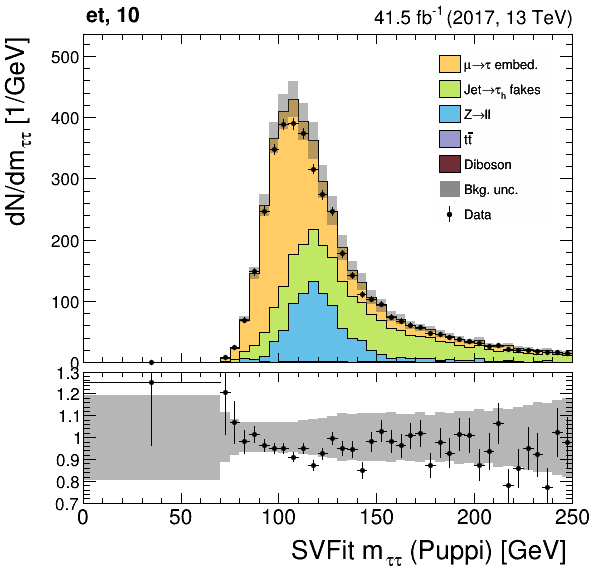 et, 10
41.5 fb⁻¹ (2017, 13 TeV)
dN/dm_ττ [1/GeV]
500
400
300
200
100
0
μ→τ embed.
Jet→τ_h fakes
Z→ll
tt̄
Diboson
Bkg. unc.
Data
1.3
1.2
1.1
1
0.9
0.8
0.7
0 50 100 150 200 250
SVFit m_ττ (Puppi) [GeV]